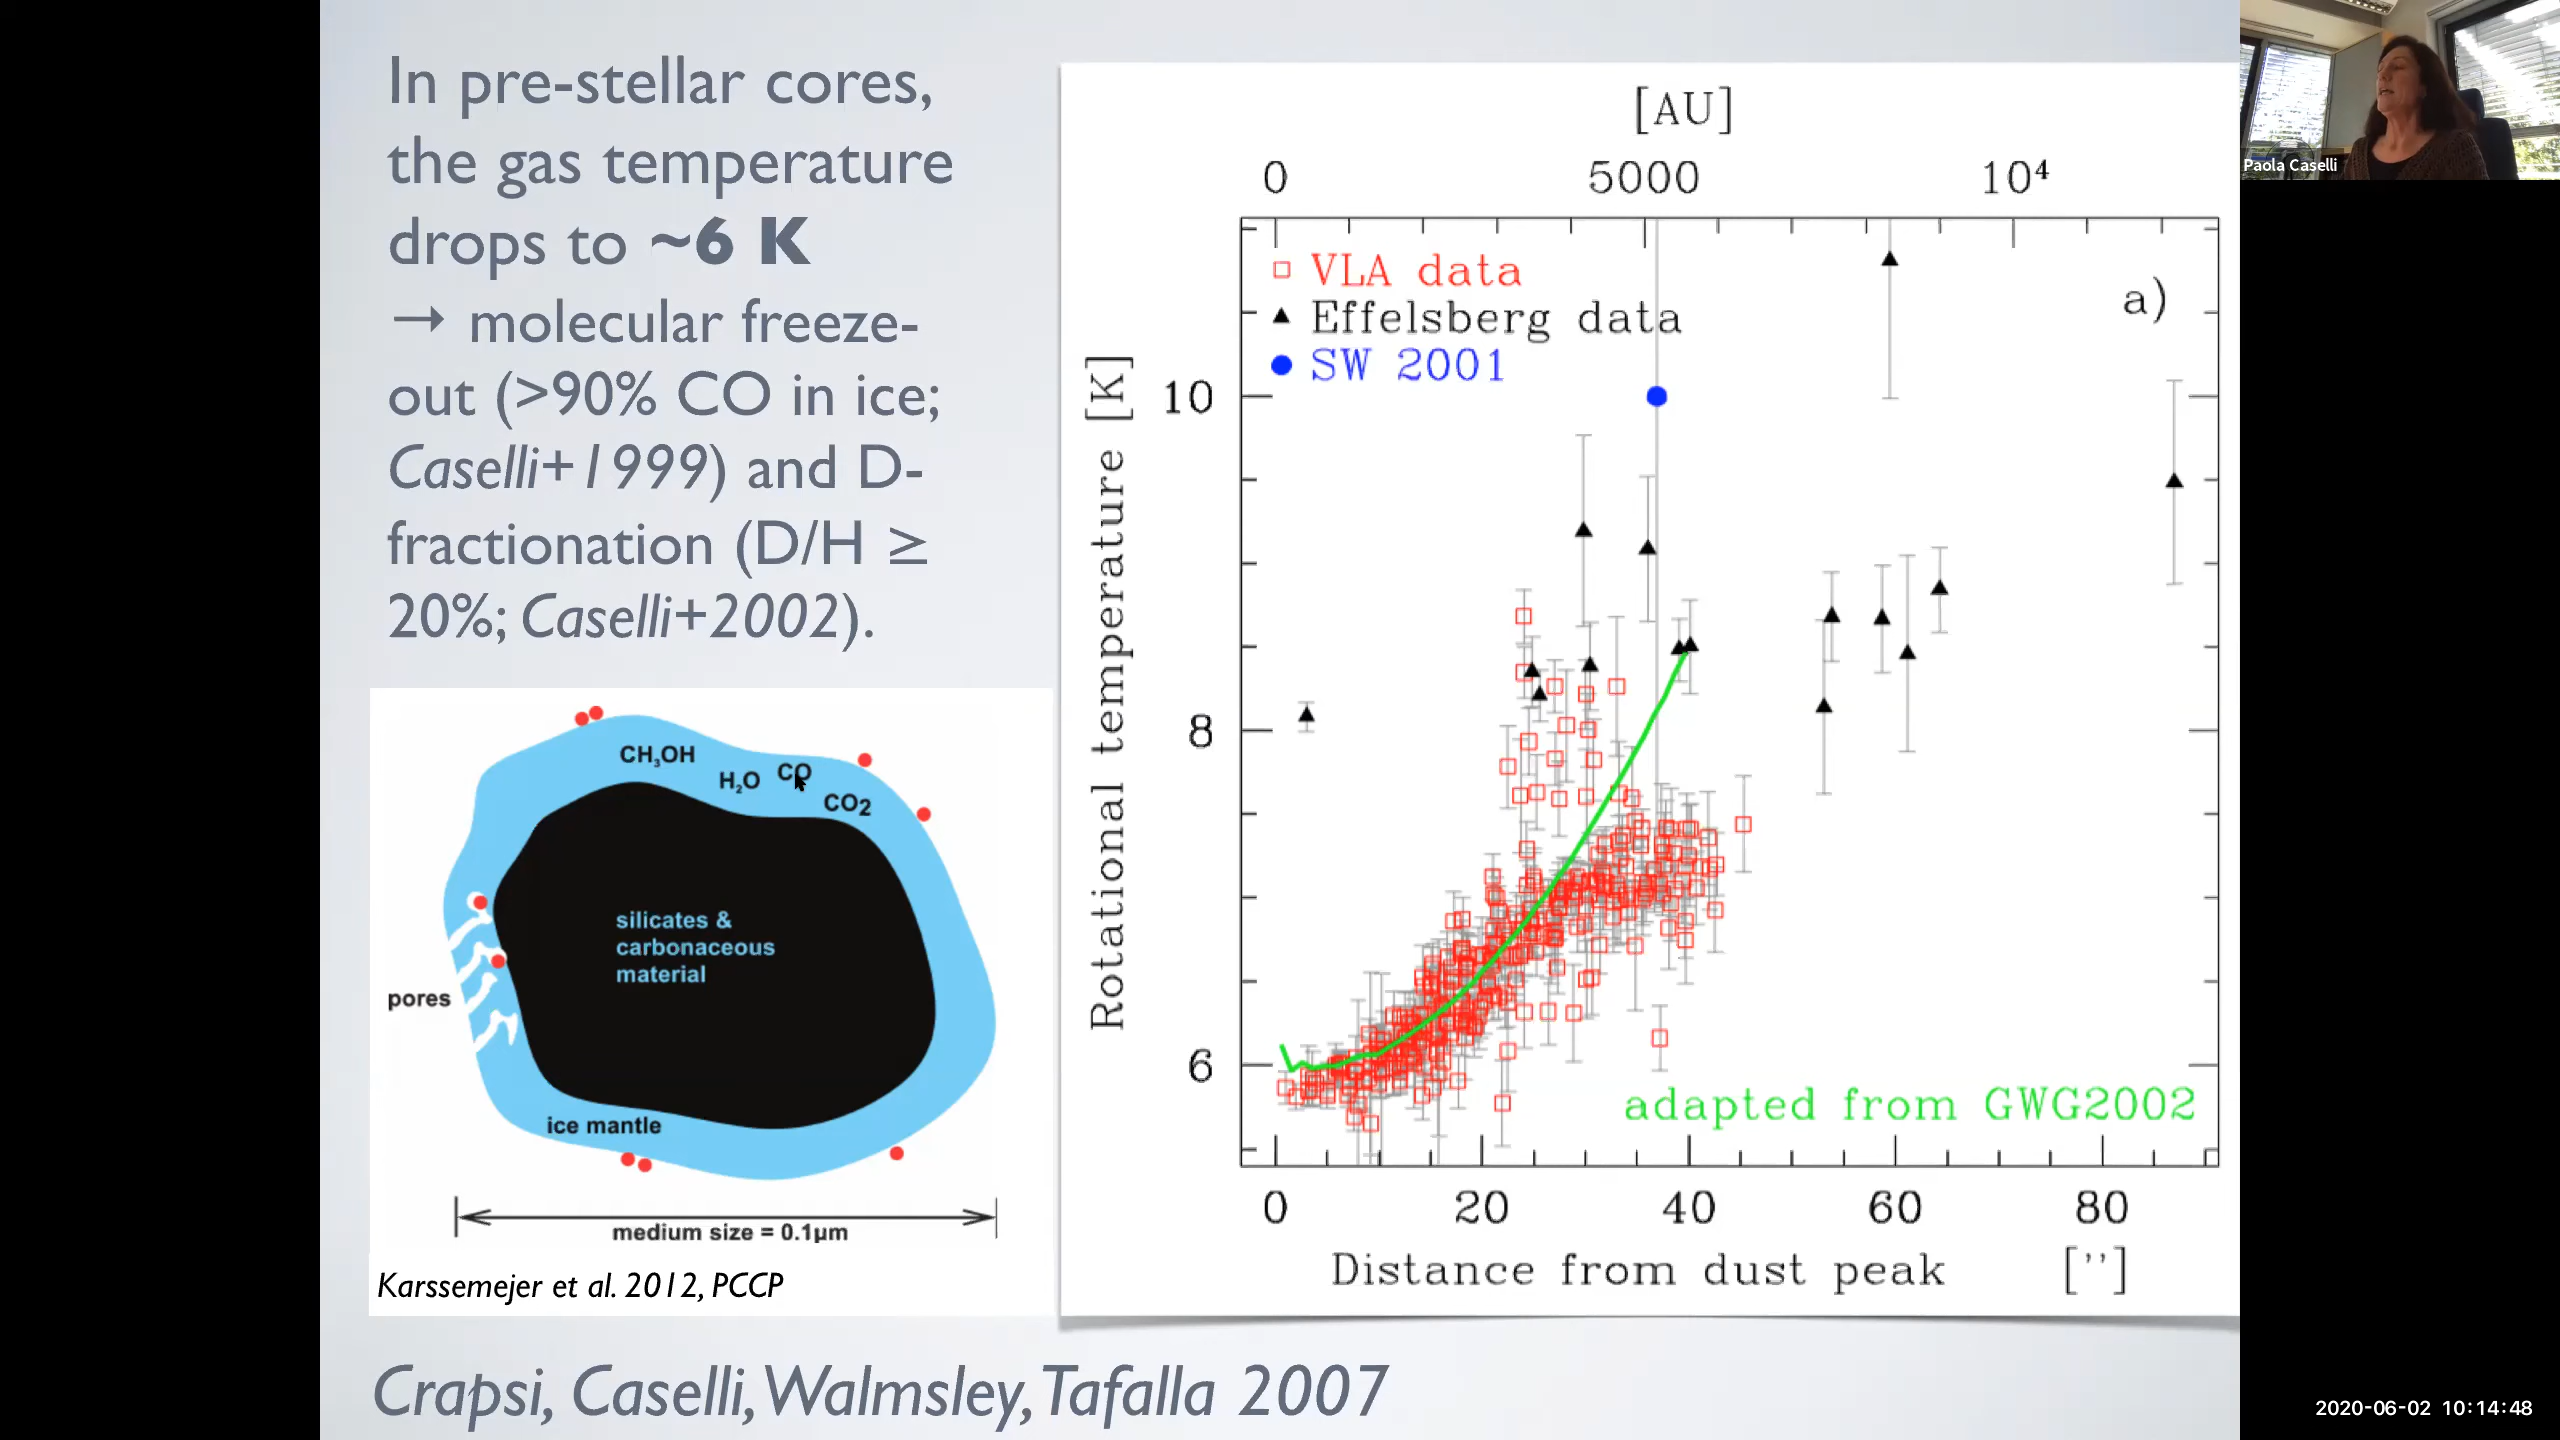 In pre-stellar cores,
the gas temperature
drops to ~6 K
→ molecular freeze-
out (>90% CO in ice;
Caselli+1999) and D-
fractionation (D/H ≥
20%; Caselli+2002).
CH₃OH
H₂O
CO
CO2
silicates &
carbonaceous
material
pores
ice mantle
medium size = 0.1µm
Karssemejer et al. 2012, PCCP
Crapsi, Caselli, Walmsley, Tafalla 2007
[AU]
0 5000 10⁴
VLA data
Effelsberg data
SW 2001
a)
Rotational temperature [K]
10
8
6
adapted from GWG2002
0 20 40 60 80
Distance from dust peak ['']
Paola Caselli
2020-06-02 10:14:48